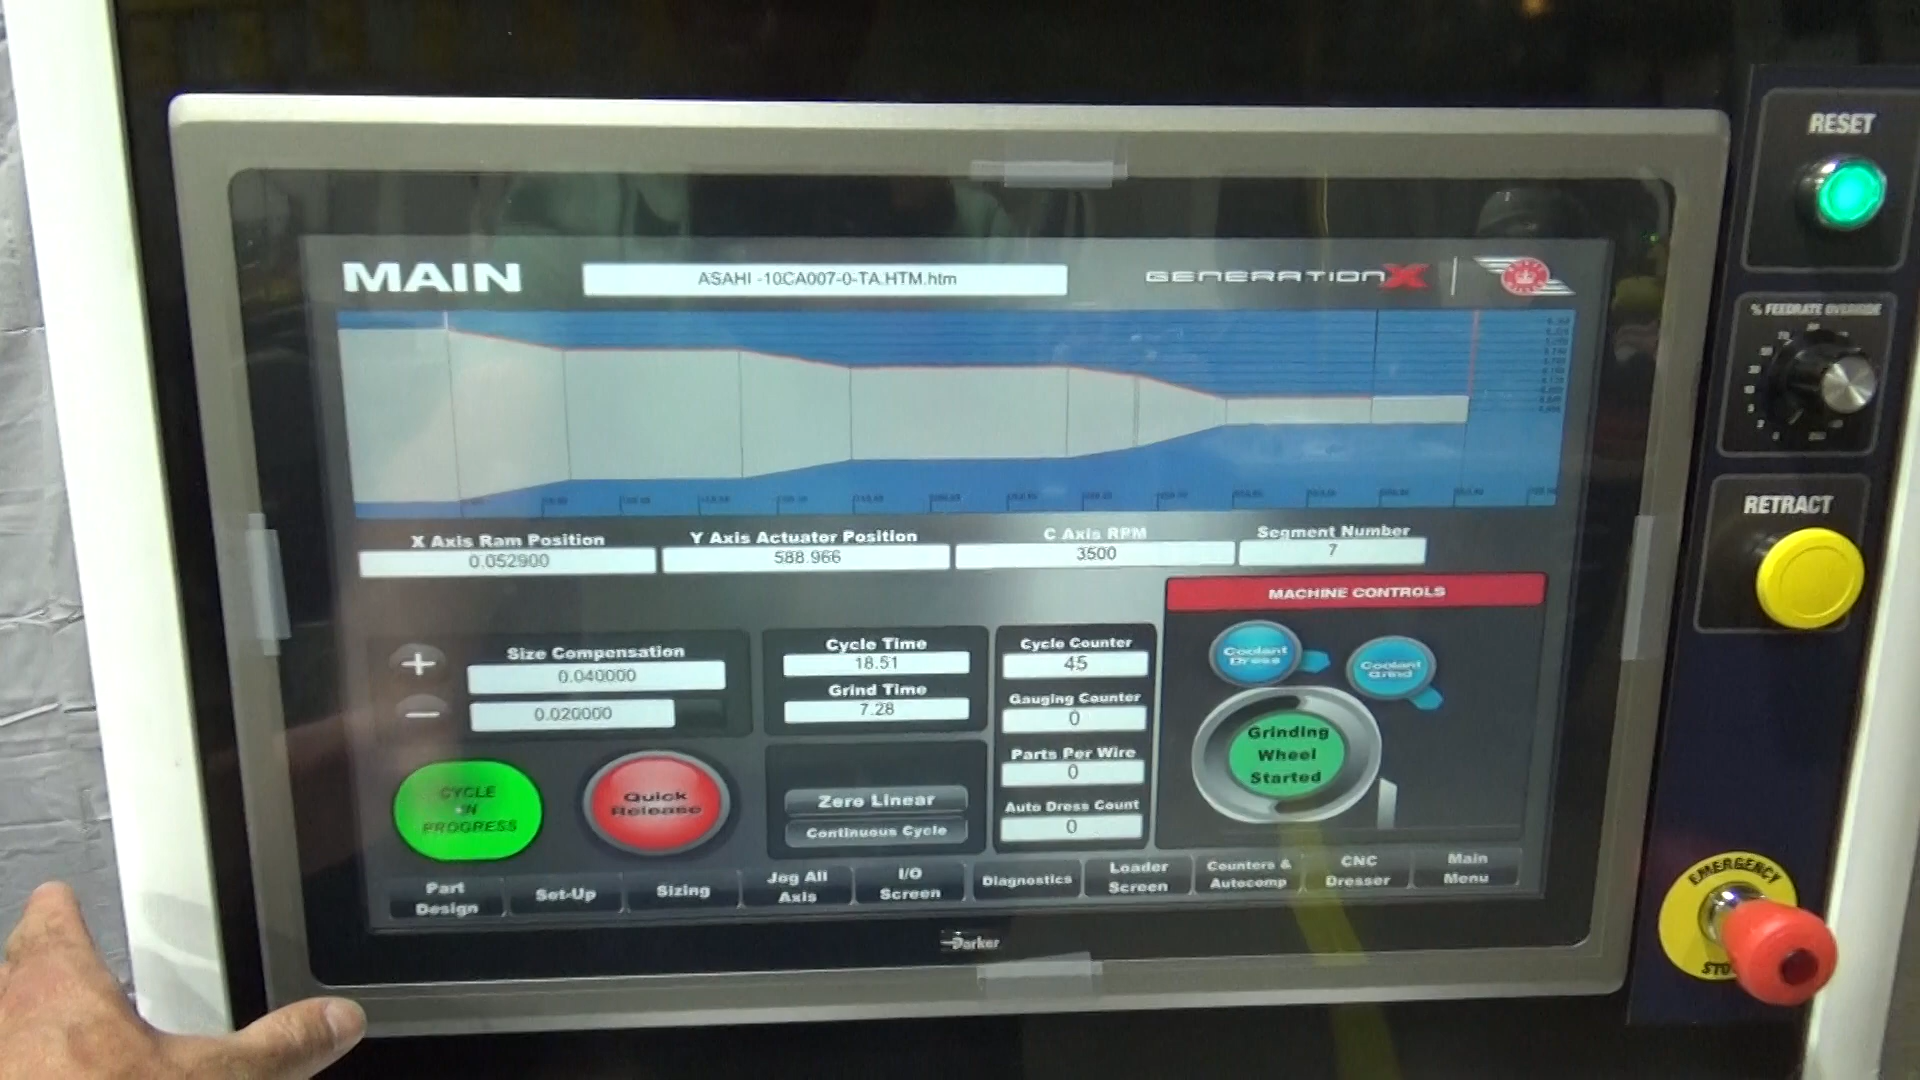 RESET
MAIN
ASAHI -10CA007-0-TA.HTM.htm
GENERATIONX
% FEEDRATE OVERRIDE
X Axis Ram Position
0.052900
Y Axis Actuator Position
588.966
C Axis RPM
3500
Segment Number
7
RETRACT
MACHINE CONTROLS
Size Compensation
+
0.040000
-
0.020000
Cycle Time
18.51
Grind Time
7.28
Cycle Counter
45
Gauging Counter
0
Parts Per Wire
0
Auto Dress Count
0
Coolant
Dress
Coolant
Grind
Grinding
Wheel
Started
CYCLE
IN
PROGRESS
Quick
Release
Zero Linear
Continuous Cycle
Part
Design
Set-Up
Sizing
Jog All
Axis
I/O
Screen
Diagnostics
Loader
Screen
Counters &
Autocomp
CNC
Dresser
Main
Menu
Parker
EMERGENCY